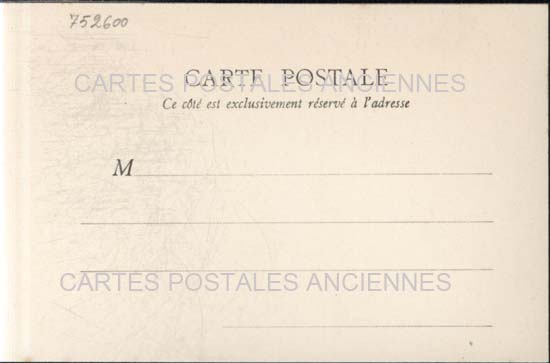 752600
CARTE POSTALE
CARTES POSTALES ANCIENNES
Ce côté est exclusivement réservé à l'adresse
M
CARTES POSTALES ANCIENNES